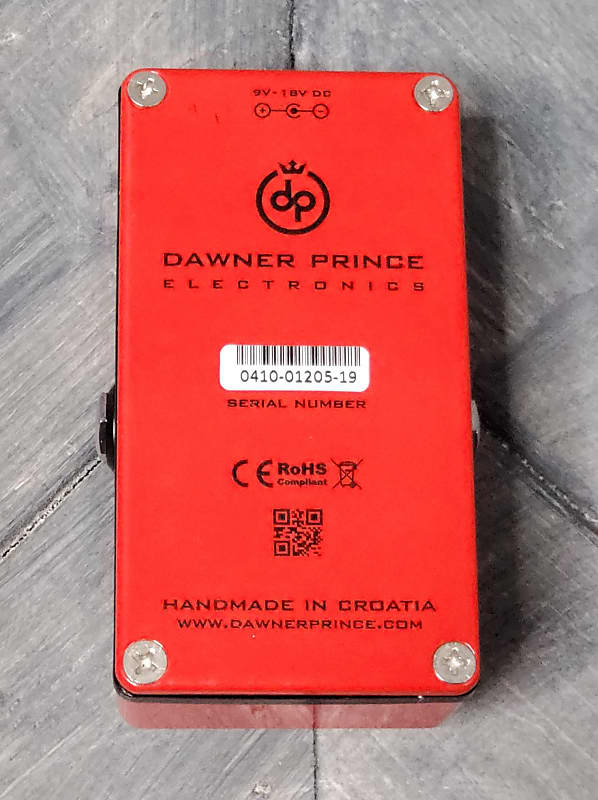 9V-18V DC
dp
DAWNER PRINCE
ELECTRONICS
0410-01205-19
SERIAL NUMBER
CE RoHS
Compliant
HANDMADE IN CROATIA
WWW.DAWNERPRINCE.COM